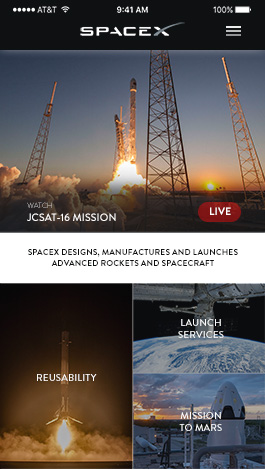 AT&T 9:41 AM 100%
SPACEX
WATCH
JCSAT-16 MISSION
LIVE
SPACEX DESIGNS, MANUFACTURES AND LAUNCHES
ADVANCED ROCKETS AND SPACECRAFT
REUSABILITY
LAUNCH
SERVICES
MISSION
TO MARS